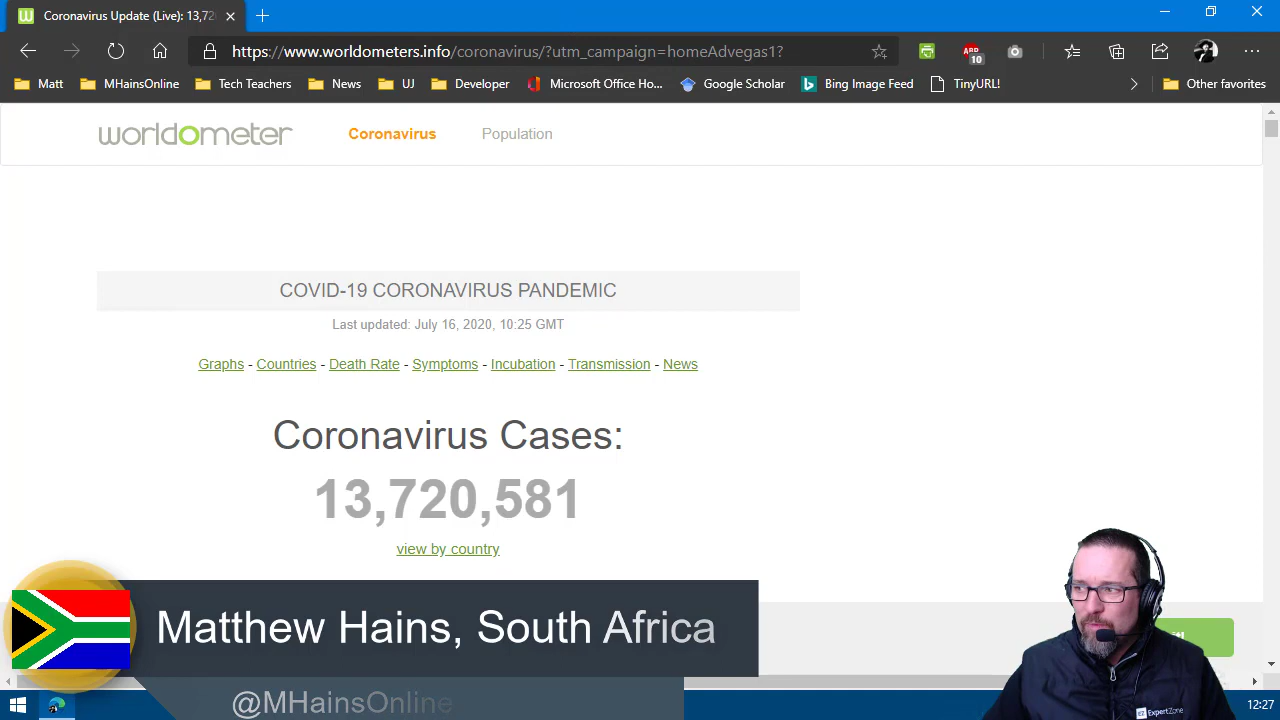 Coronavirus Update (Live): 13,72
https://www.worldometers.info/coronavirus/?utm_campaign=homeAdvegas1?
ABP
10
Matt MHainsOnline Tech Teachers News UJ Developer Microsoft Office Ho... Google Scholar Bing Image Feed TinyURL! Other favorites
worldometer Coronavirus Population
COVID-19 CORONAVIRUS PANDEMIC
Last updated: July 16, 2020, 10:25 GMT
Graphs - Countries - Death Rate - Symptoms - Incubation - Transmission - News
Coronavirus Cases:
13,720,581
view by country
Matthew Hains, South Africa
@MHainsOnline
ExpertZone
12:27